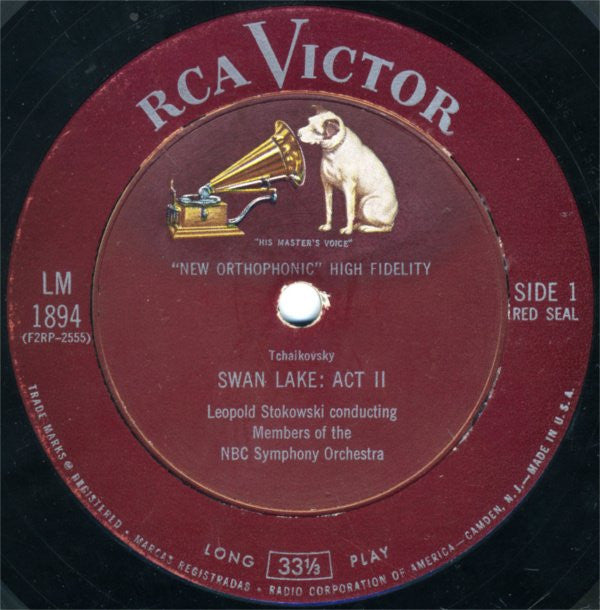 RCA VICTOR
"HIS MASTER'S VOICE"
"NEW ORTHOPHONIC" HIGH FIDELITY
LM
1894
(F2RP-2555)
SIDE 1
RED SEAL
Tchaikovsky
SWAN LAKE: ACT II
Leopold Stokowski conducting
Members of the
NBC Symphony Orchestra
LONG 33⅓ PLAY
TRADE MARKS ® REGISTERED • MARCAS REGISTRADAS • RADIO CORPORATION OF AMERICA—CAMDEN, N. J.—MADE IN U.S.A.